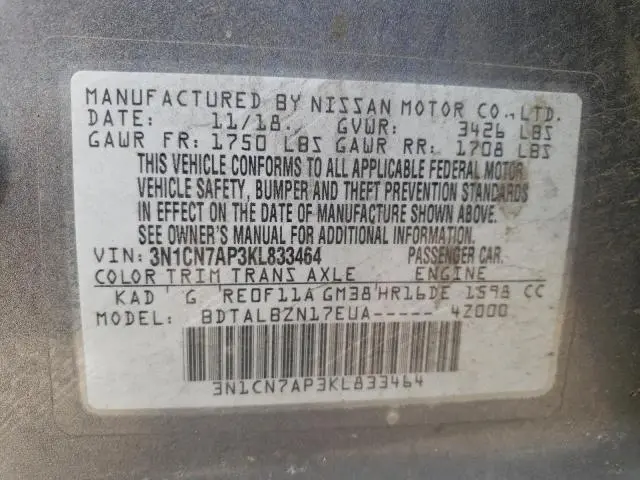 MANUFACTURED BY NISSAN MOTOR CO., LTD.
DATE: 11/18 GVWR: 3426 LBS
GAWR FR: 1750 LBS GAWR RR: 1708 LBS
THIS VEHICLE CONFORMS TO ALL APPLICABLE FEDERAL MOTOR
VEHICLE SAFETY, BUMPER AND THEFT PREVENTION STANDARDS
IN EFFECT ON THE DATE OF MANUFACTURE SHOWN ABOVE.
SEE OWNER'S MANUAL FOR ADDITIONAL INFORMATION.
VIN: 3N1CN7AP3KL833464 PASSENGER CAR.
COLOR TRIM TRANS AXLE ENGINE
KAD G RE0F11A GM38 HR16DE 1598 CC
MODEL: BDTALBZN17EUA----- 4Z000
3N1CN7AP3KL833464